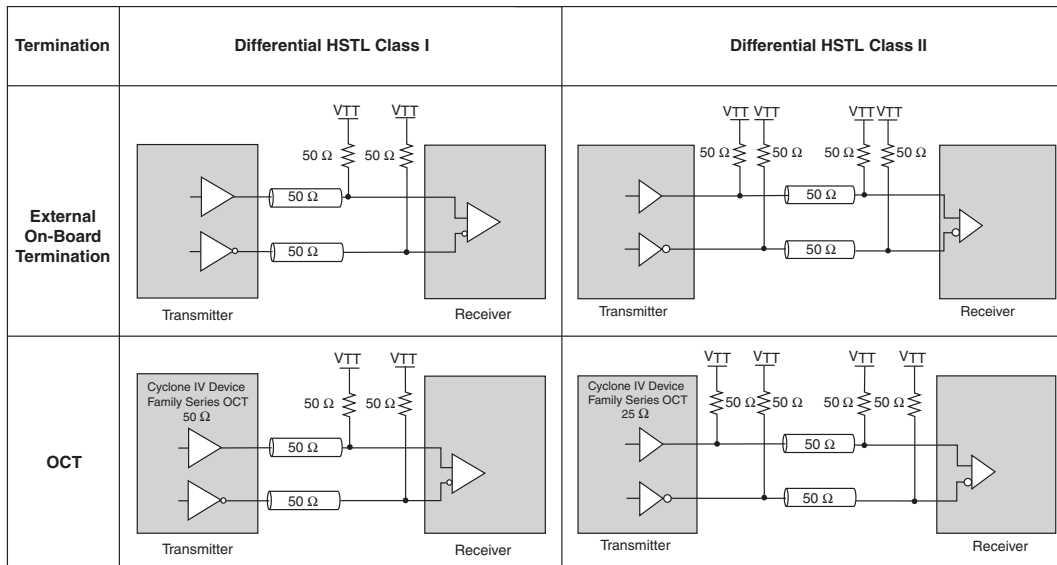 Termination
Differential HSTL Class I
Differential HSTL Class II
External
On-Board
Termination
VTT VTT
50 Ω 50 Ω
50 Ω
50 Ω
Transmitter
Receiver
VTT VTT VTT VTT
50 Ω 50 Ω 50 Ω 50 Ω
50 Ω
50 Ω
Transmitter
Receiver
OCT
Cyclone IV Device
Family Series OCT
50 Ω
VTT VTT
50 Ω 50 Ω
50 Ω
50 Ω
Transmitter
Receiver
Cyclone IV Device
Family Series OCT
25 Ω
VTT VTT VTT VTT
50 Ω 50 Ω 50 Ω 50 Ω
50 Ω
50 Ω
Transmitter
Receiver